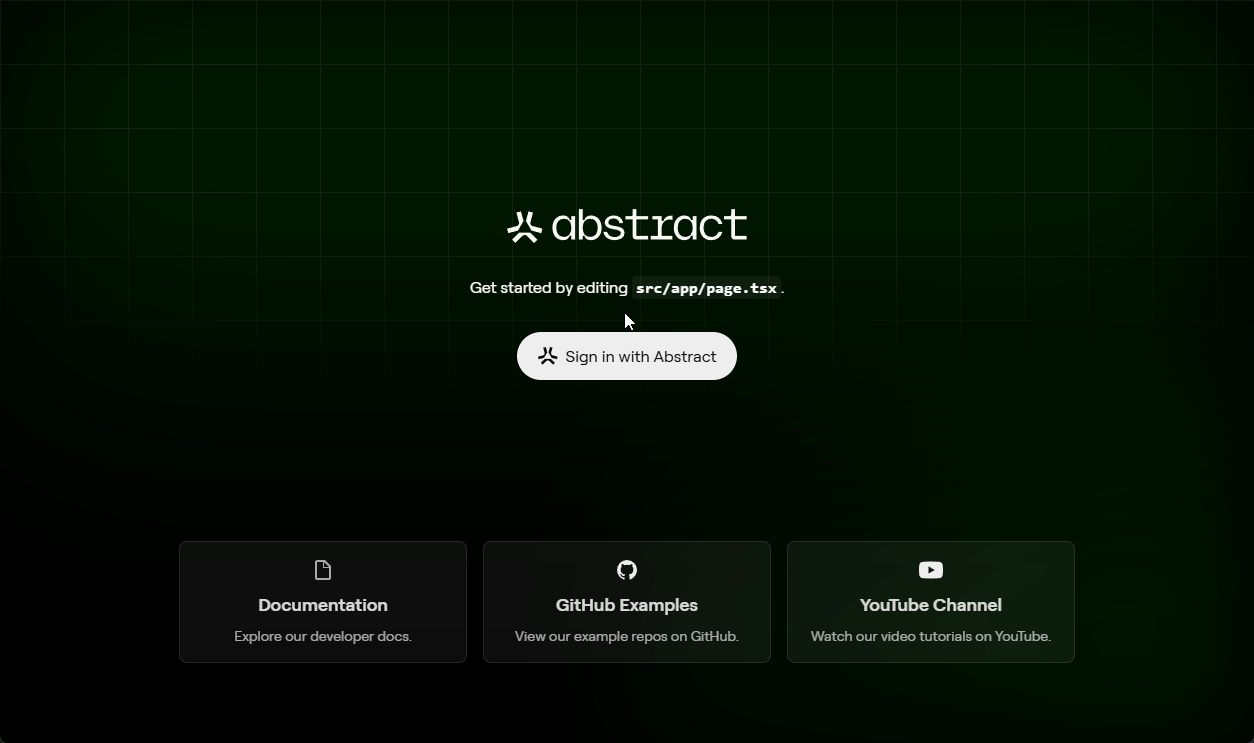 abstract
Get started by editing src/app/page.tsx.
Sign in with Abstract
Documentation
Explore our developer docs.
GitHub Examples
View our example repos on GitHub.
YouTube Channel
Watch our video tutorials on YouTube.